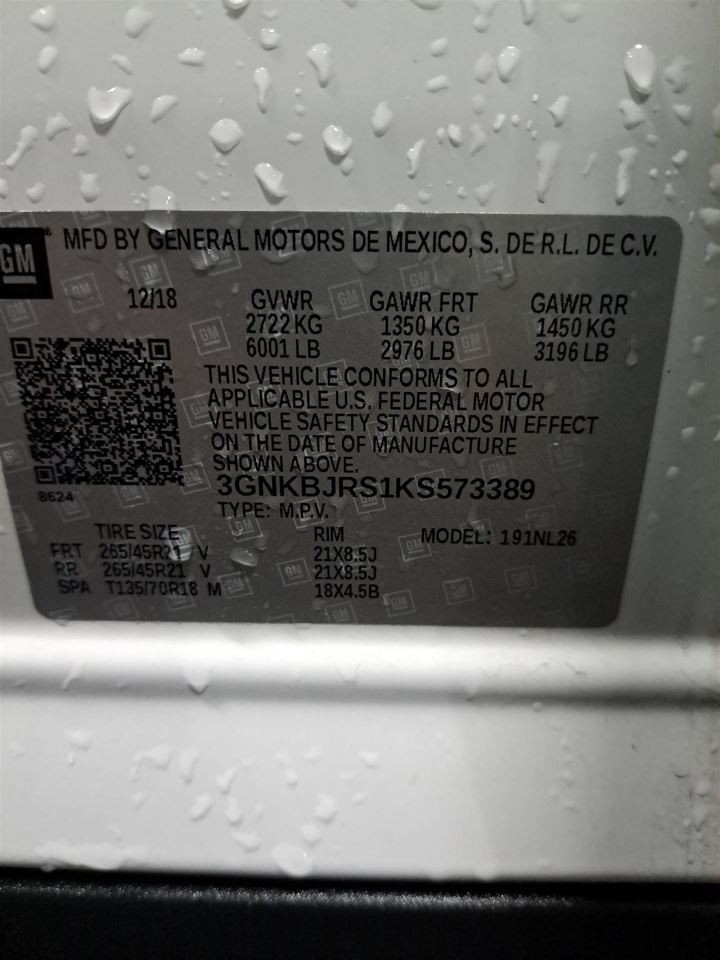 GM
MFD BY GENERAL MOTORS DE MEXICO, S. DE R.L. DE C.V.
12/18 GVWR GAWR FRT GAWR RR
2722 KG 1350 KG 1450 KG
6001 LB 2976 LB 3196 LB
THIS VEHICLE CONFORMS TO ALL
APPLICABLE U.S. FEDERAL MOTOR
VEHICLE SAFETY STANDARDS IN EFFECT
ON THE DATE OF MANUFACTURE
SHOWN ABOVE.
3GNKBJRS1KS573389
8624
TYPE: M.P.V.
TIRE SIZE RIM MODEL: 191NL26
FRT 265/45R21 V 21X8.5J
RR 265/45R21 V 21X8.5J
SPA T135/70R18 M 18X4.5B